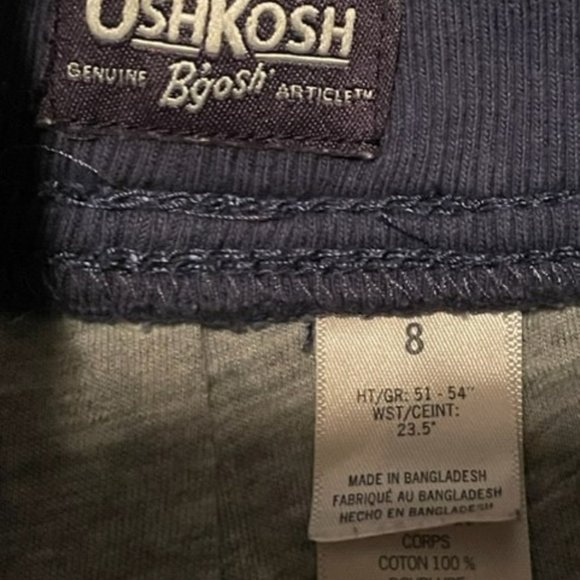 OSHKOSH
GENUINE B'gosh® ARTICLE™
8
HT/GR: 51 - 54"
WST/CEINT:
23.5"
MADE IN BANGLADESH
FABRIQUÉ AU BANGLADESH
HECHO EN BANGLADESH
CORPS
COTON 100 %